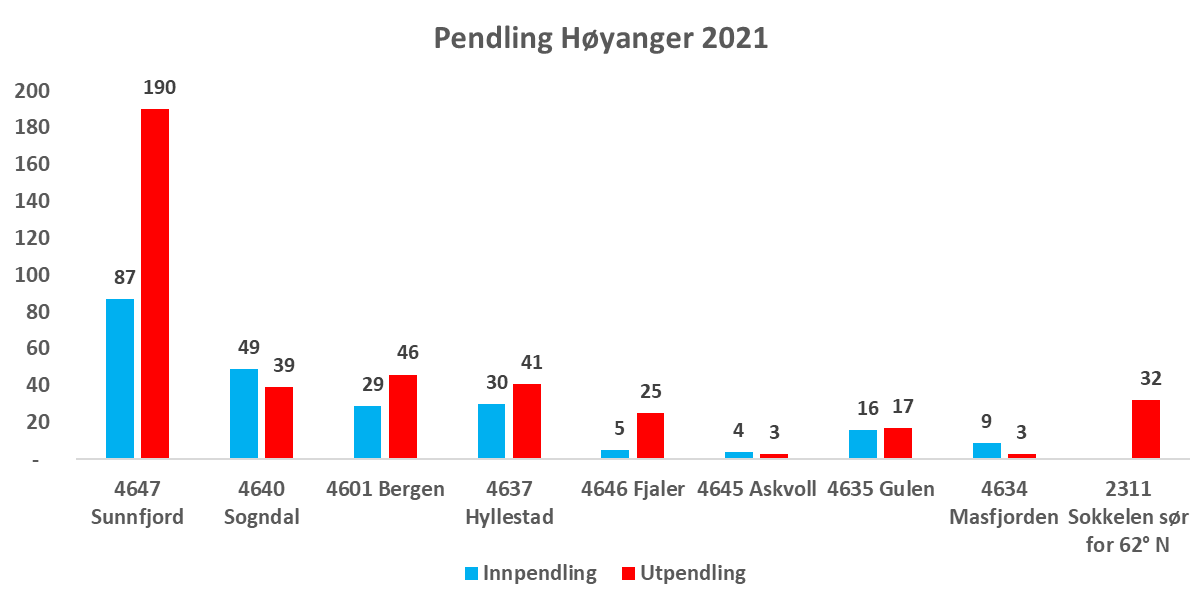 Pendling Høyanger 2021
200
180
160
140
120
100
80
60
40
20
-
87 190
49 39
29 46
30 41
5 25
4 3
16 17
9 3
32
4647
Sunnfjord
4640
Sogndal
4601 Bergen
4637
Hyllestad
4646 Fjaler
4645 Askvoll
4635 Gulen
4634
Masfjorden
2311
Sokkelen sør
for 62° N
Innpendling Utpendling